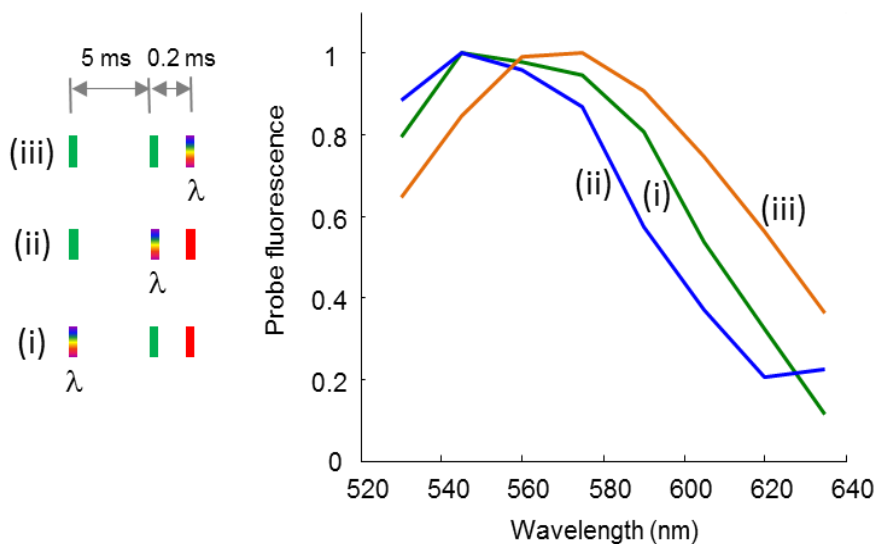 5 ms 0.2 ms
(iii)
λ
(ii)
λ
(i)
λ
Probe fluorescence
1
0.8
0.6
0.4
0.2
0
(ii) (i) (iii)
520 540 560 580 600 620 640
Wavelength (nm)